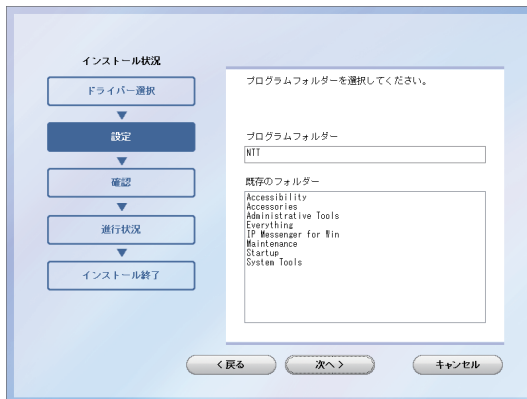 インストール状況
ドライバー選択
設定
確認
進行状況
インストール終了
プログラムフォルダーを選択してください。
プログラムフォルダー
NTT
既存のフォルダー
Accessibility
Accessories
Administrative Tools
Everything
IP Messenger for Win
Maintenance
Startup
System Tools
< 戻る
次へ >
キャンセル